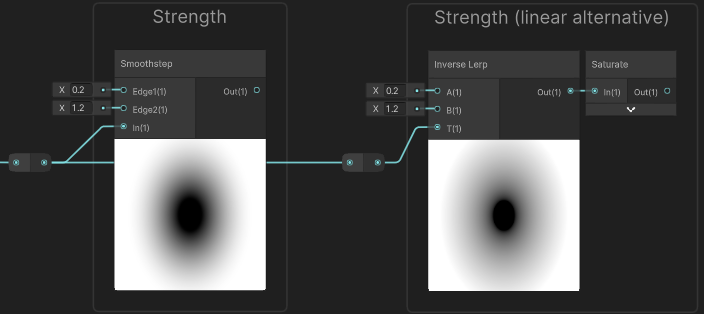 Strength
Smoothstep
X 0.2
Edge1(1)
Out(1)
X 1.2
Edge2(1)
In(1)
Strength (linear alternative)
Inverse Lerp
X 0.2
A(1)
Out(1)
X 1.2
B(1)
T(1)
Saturate
In(1)
Out(1)